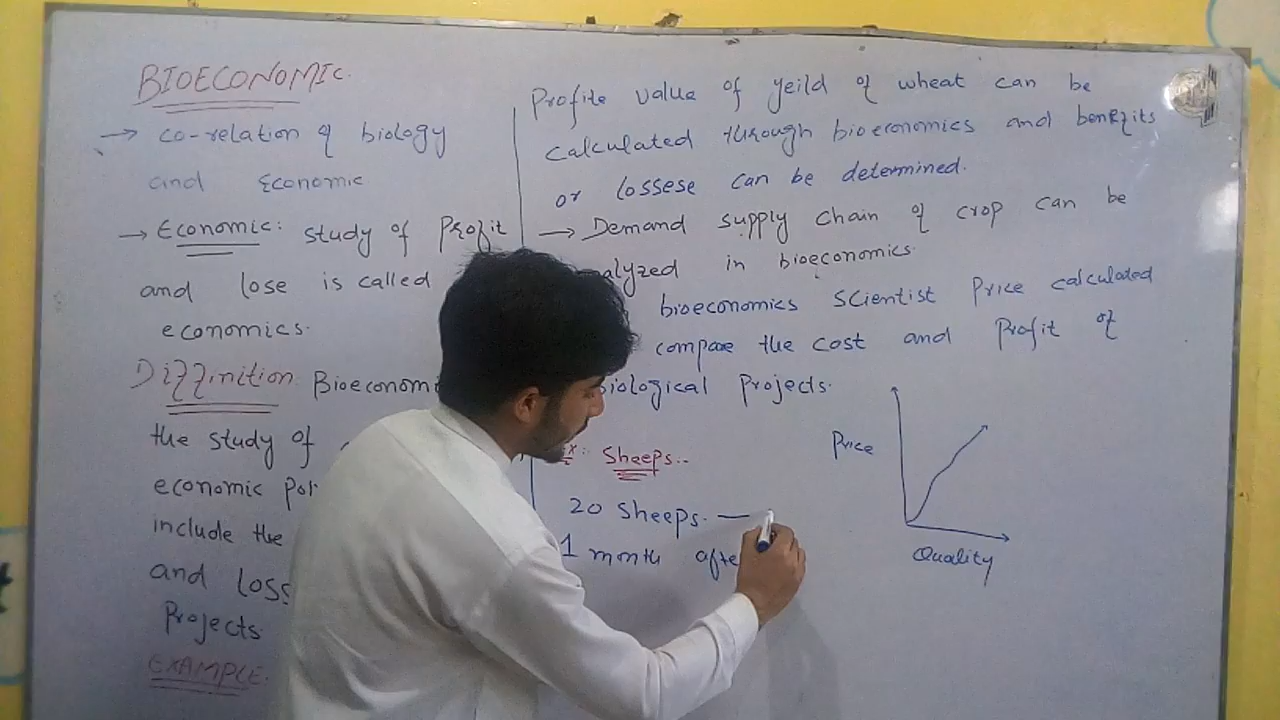 BIOECONOMIC.
→ co-relation of biology
and Economic
→ Economic: study of Profit
and lose is called
economics.
Diffinition: Bioeconomi
the study of
economic Pol
include the
and Loss
Projects
EXAMPLE.
Profite value of yeild of wheat can be
calculated through bioeconomics and benefits
or lossese can be determined.
→ Demand supply chain of crop can be
alyzed in bioeconomics.
bioeconomics scientist Price calculated
compare the cost and Profit of
biological Projects.
Ex: Sheeps..
20 sheeps. —
1 month afte
Price
Quality